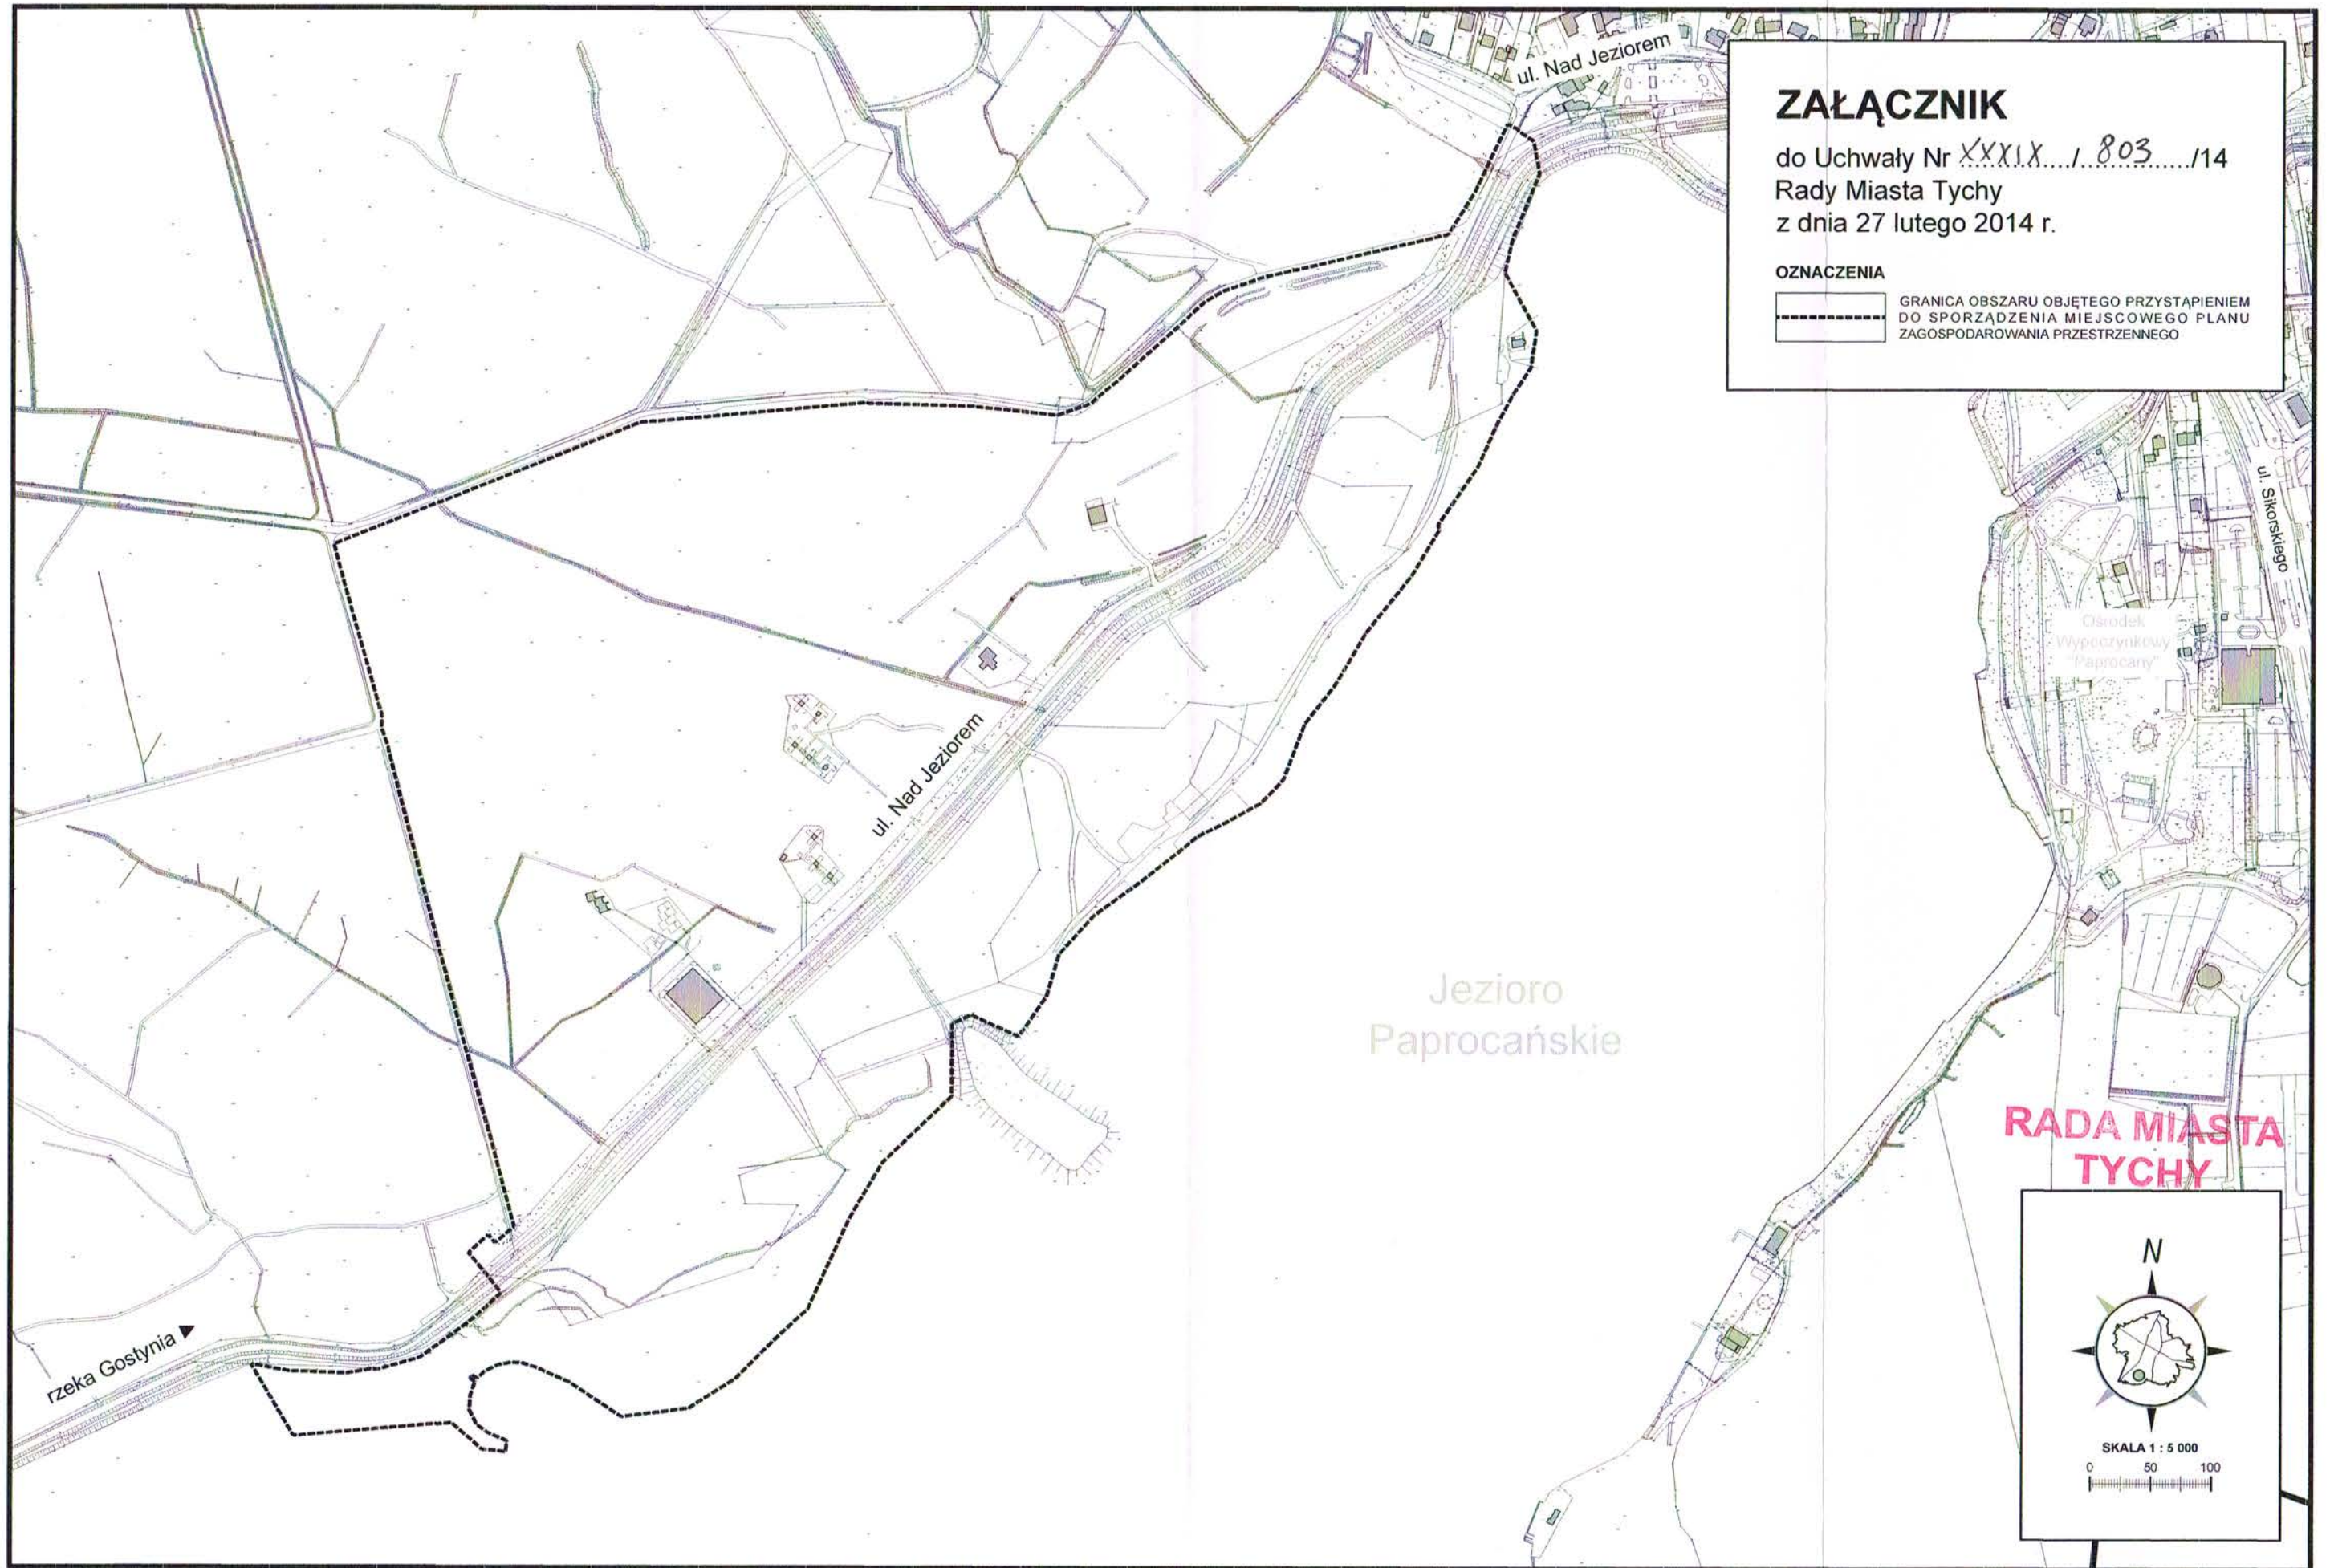 ul. Nad Jeziorem
ZAŁĄCZNIK
do Uchwały Nr XXXIX / 803 /14
Rady Miasta Tychy
z dnia 27 lutego 2014 r.
OZNACZENIA
GRANICA OBSZARU OBJĘTEGO PRZYSTĄPIENIEM
DO SPORZĄDZENIA MIEJSCOWEGO PLANU
ZAGOSPODAROWANIA PRZESTRZENNEGO
ul. Sikorskiego
Ośrodek
Wypoczynkowy
"Paprocany"
ul. Nad Jeziorem
Jezioro
Paprocańskie
RADA MIASTA
TYCHY
rzeka Gostynia
N
SKALA 1 : 5 000
0 50 100